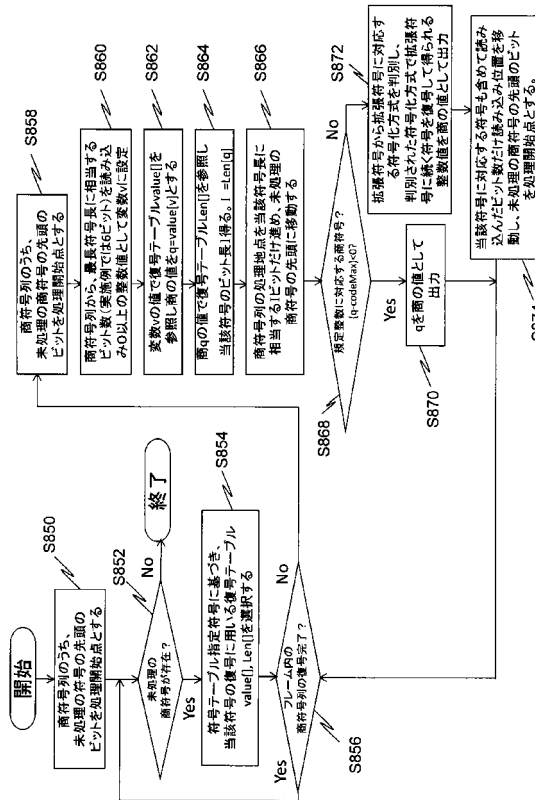 開始
S850
商符号列のうち、
未処理の符号の先頭の
ビットを処理開始点とする
S852
未処理の
商符号が存在？
No
終了
Yes
S854
符号テーブル指定符号に基づき、
当該符号の復号に用いる復号テーブル
value[], Len[]を選択する
フレーム内の
商符号列の復号完了？
Yes
No
S856
S858
商符号列のうち、
未処理の商符号の先頭の
ビットを処理開始点とする
S860
商符号列から、最長符号長に相当する
ビット数(実施例では6ビット)を読み込
み0以上の整数値として変数vに設定
S862
変数vの値で復号テーブルvalue[]を
参照し商の値をq=value[v]とする
S864
商qの値で復号テーブルLen[]を参照し
当該符号のビット長l得る。l =Len[q]
S866
商符号列の処理地点を当該符号長に
相当するlビットだけ進め、未処理の
商符号の先頭に移動する
規定整数に対応する商符号？
(q-codeMax)<0?
S868
Yes
No
qを商の値として
出力
S870
S872
拡張符号から拡張符号に対応す
る符号化方式を判別し、
判別された符号化方式で拡張符
号に続く符号を復号して得られる
整数値を商の値として出力
当該符号に対応する符号も含めて読み
込んだビット数だけ読み込み位置を移
動し、未処理の商符号の先頭のビット
を処理開始点とする。